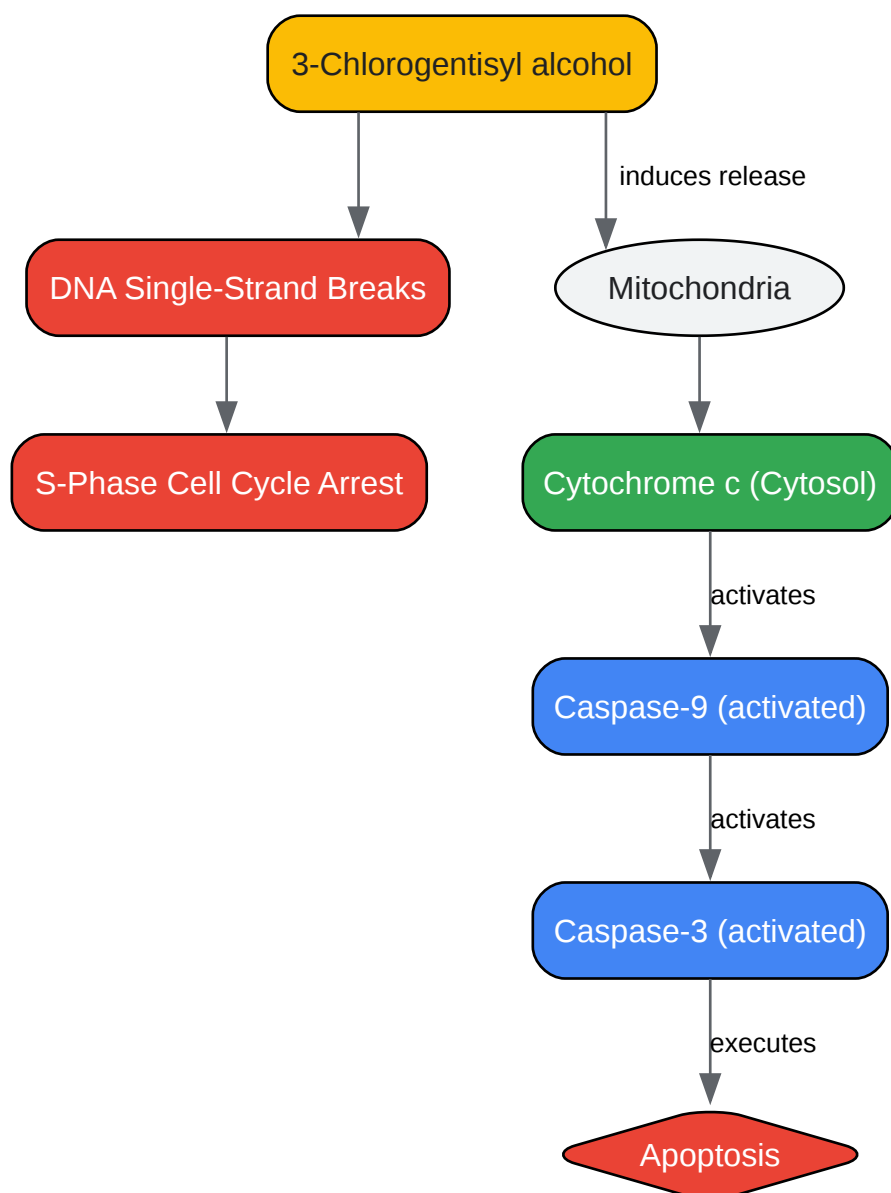 3-Chlorogentisyl alcohol
induces release
DNA Single-Strand Breaks
Mitochondria
S-Phase Cell Cycle Arrest
Cytochrome c (Cytosol)
activates
Caspase-9 (activated)
activates
Caspase-3 (activated)
executes
Apoptosis